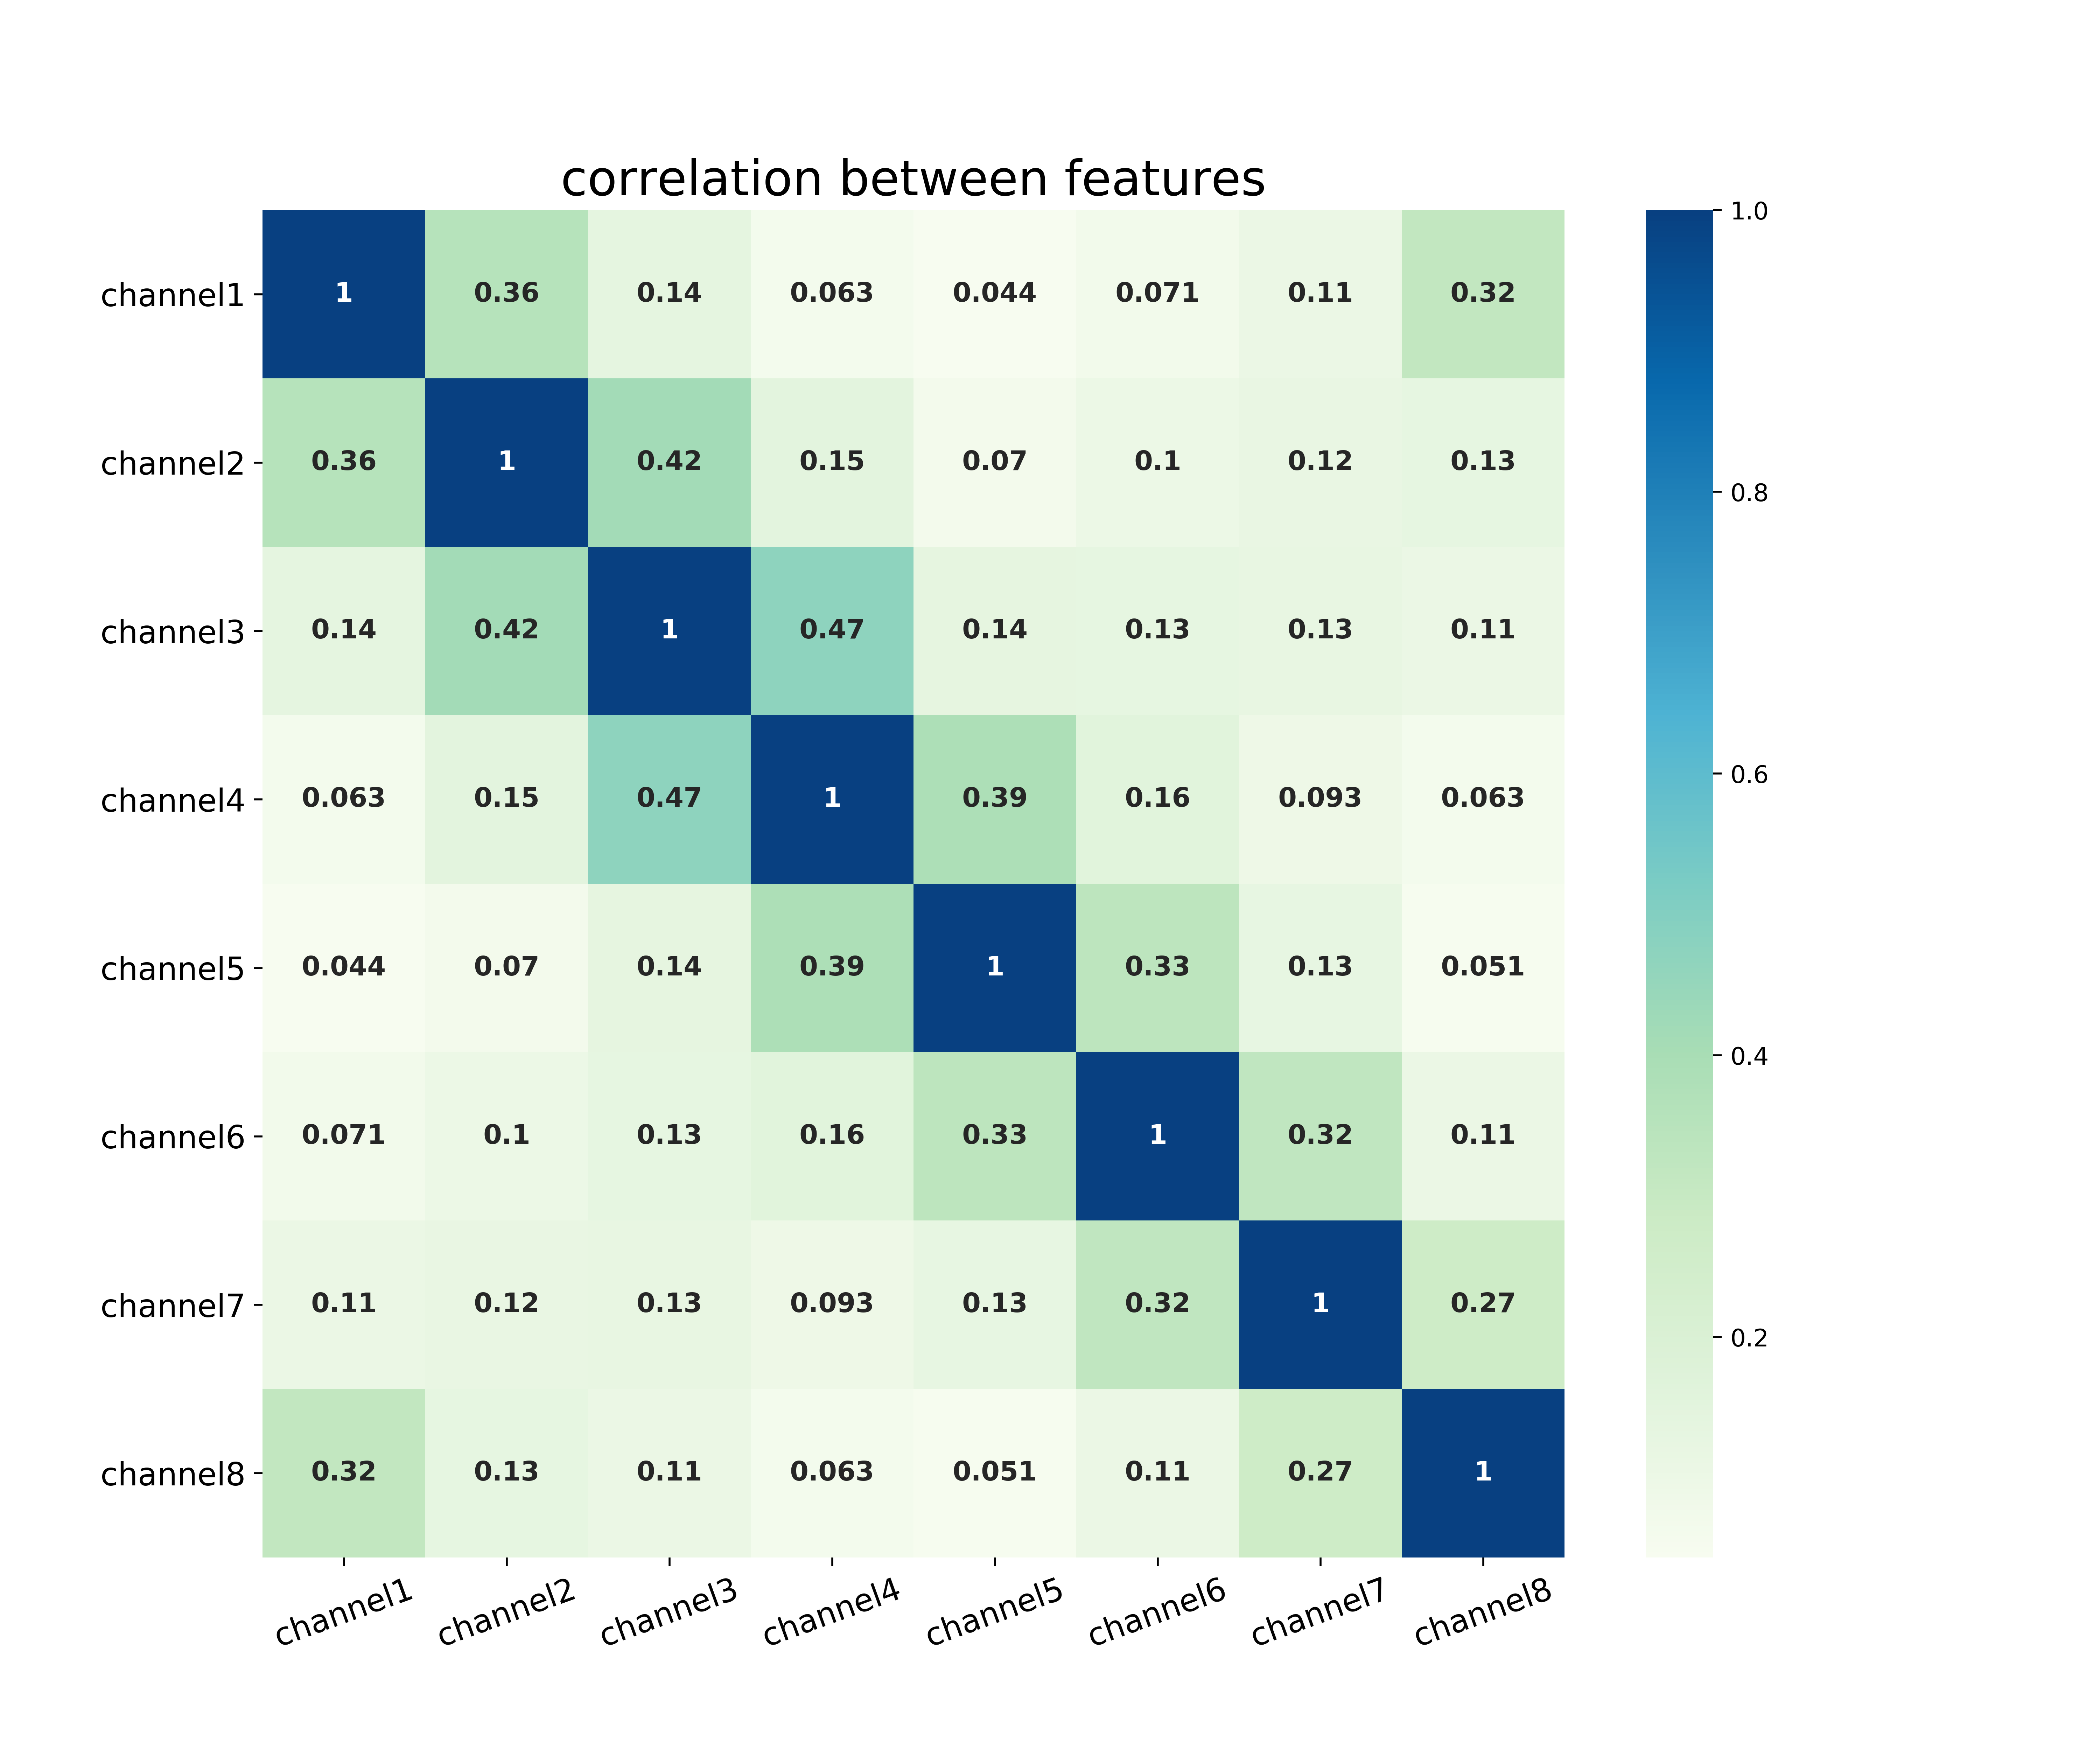 correlation between features
channel1 1 0.36 0.14 0.063 0.044 0.071 0.11 0.32
channel2 0.36 1 0.42 0.15 0.07 0.1 0.12 0.13
channel3 0.14 0.42 1 0.47 0.14 0.13 0.13 0.11
channel4 0.063 0.15 0.47 1 0.39 0.16 0.093 0.063
channel5 0.044 0.07 0.14 0.39 1 0.33 0.13 0.051
channel6 0.071 0.1 0.13 0.16 0.33 1 0.32 0.11
channel7 0.11 0.12 0.13 0.093 0.13 0.32 1 0.27
channel8 0.32 0.13 0.11 0.063 0.051 0.11 0.27 1
channel1 channel2 channel3 channel4 channel5 channel6 channel7 channel8
1.0
0.8
0.6
0.4
0.2